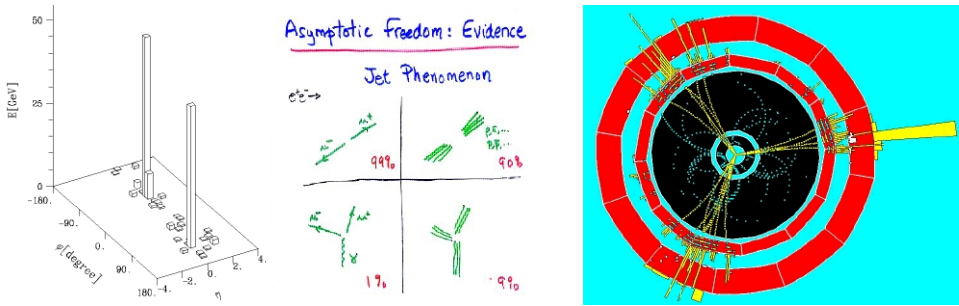 50
25
0
E[GeV]
-180.
-90.
0.
90.
180.
φ[degree]
-4.
-2.
0.
2.
4.
η
Asymptotic Freedom: Evidence
Jet Phenomenon
e⁺e⁻→
μ⁻ μ⁺
99%
p,E,...
p,E,...
90%
μ⁻ μ⁺
γ
1%
9%